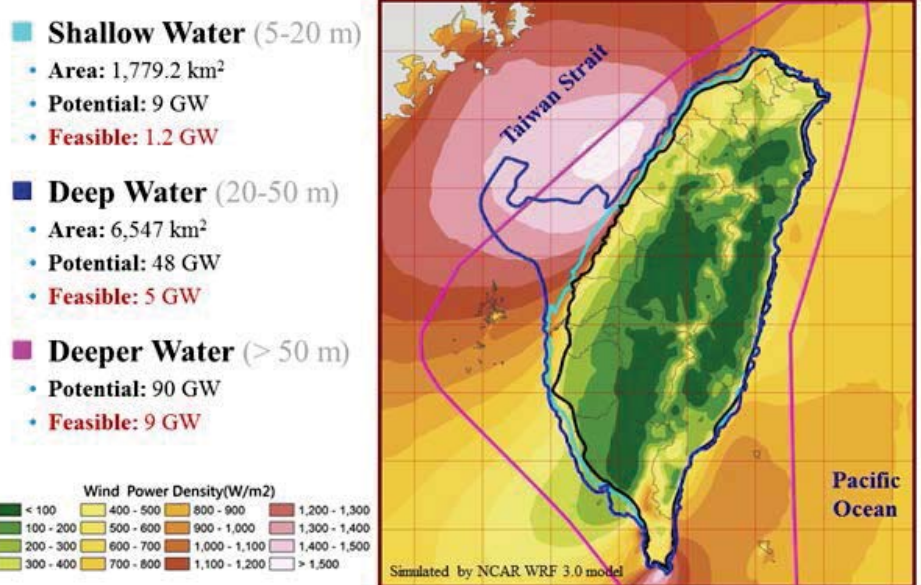 Shallow Water (5-20 m)
• Area: 1,779.2 km²
• Potential: 9 GW
• Feasible: 1.2 GW
Deep Water (20-50 m)
• Area: 6,547 km²
• Potential: 48 GW
• Feasible: 5 GW
Deeper Water (> 50 m)
• Potential: 90 GW
• Feasible: 9 GW
Wind Power Density(W/m2)
< 100 400 - 500 800 - 900 1,200 - 1,300
100 - 200 500 - 600 900 - 1,000 1,300 - 1,400
200 - 300 600 - 700 1,000 - 1,100 1,400 - 1,500
300 - 400 700 - 800 1,100 - 1,200 > 1,500
Taiwan Strait
Pacific
Ocean
Simulated by NCAR WRF 3.0 model